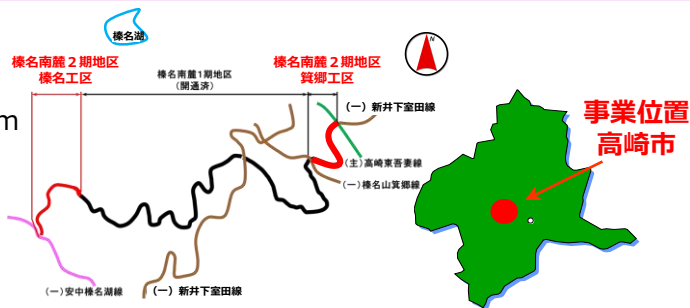 榛名湖
榛名南麓２期地区
榛名工区
榛名南麓1期地区
(開通済)
榛名南麓２期地区
箕郷工区
N
m
(一)新井下室田線
(主)高崎東吾妻線
(一)榛名山箕郷線
(一)安中榛名湖線
(一)新井下室田線
事業位置
高崎市